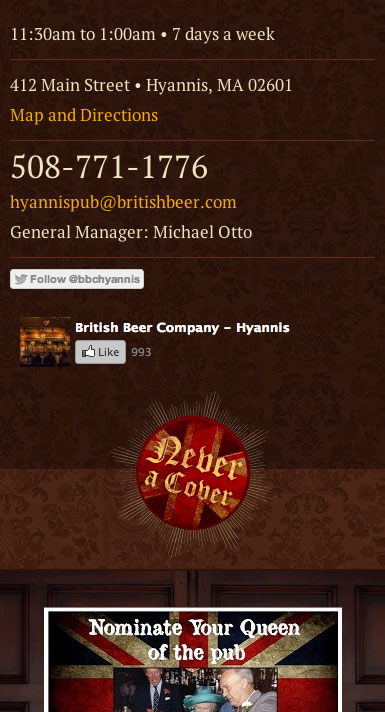 11:30am to 1:00am • 7 days a week
412 Main Street • Hyannis, MA 02601
Map and Directions
508-771-1776
hyannispub@britishbeer.com
General Manager: Michael Otto
Follow @bbchyannis
British Beer Company – Hyannis
Like 993
Never
a Cover
Nominate Your Queen
of the pub